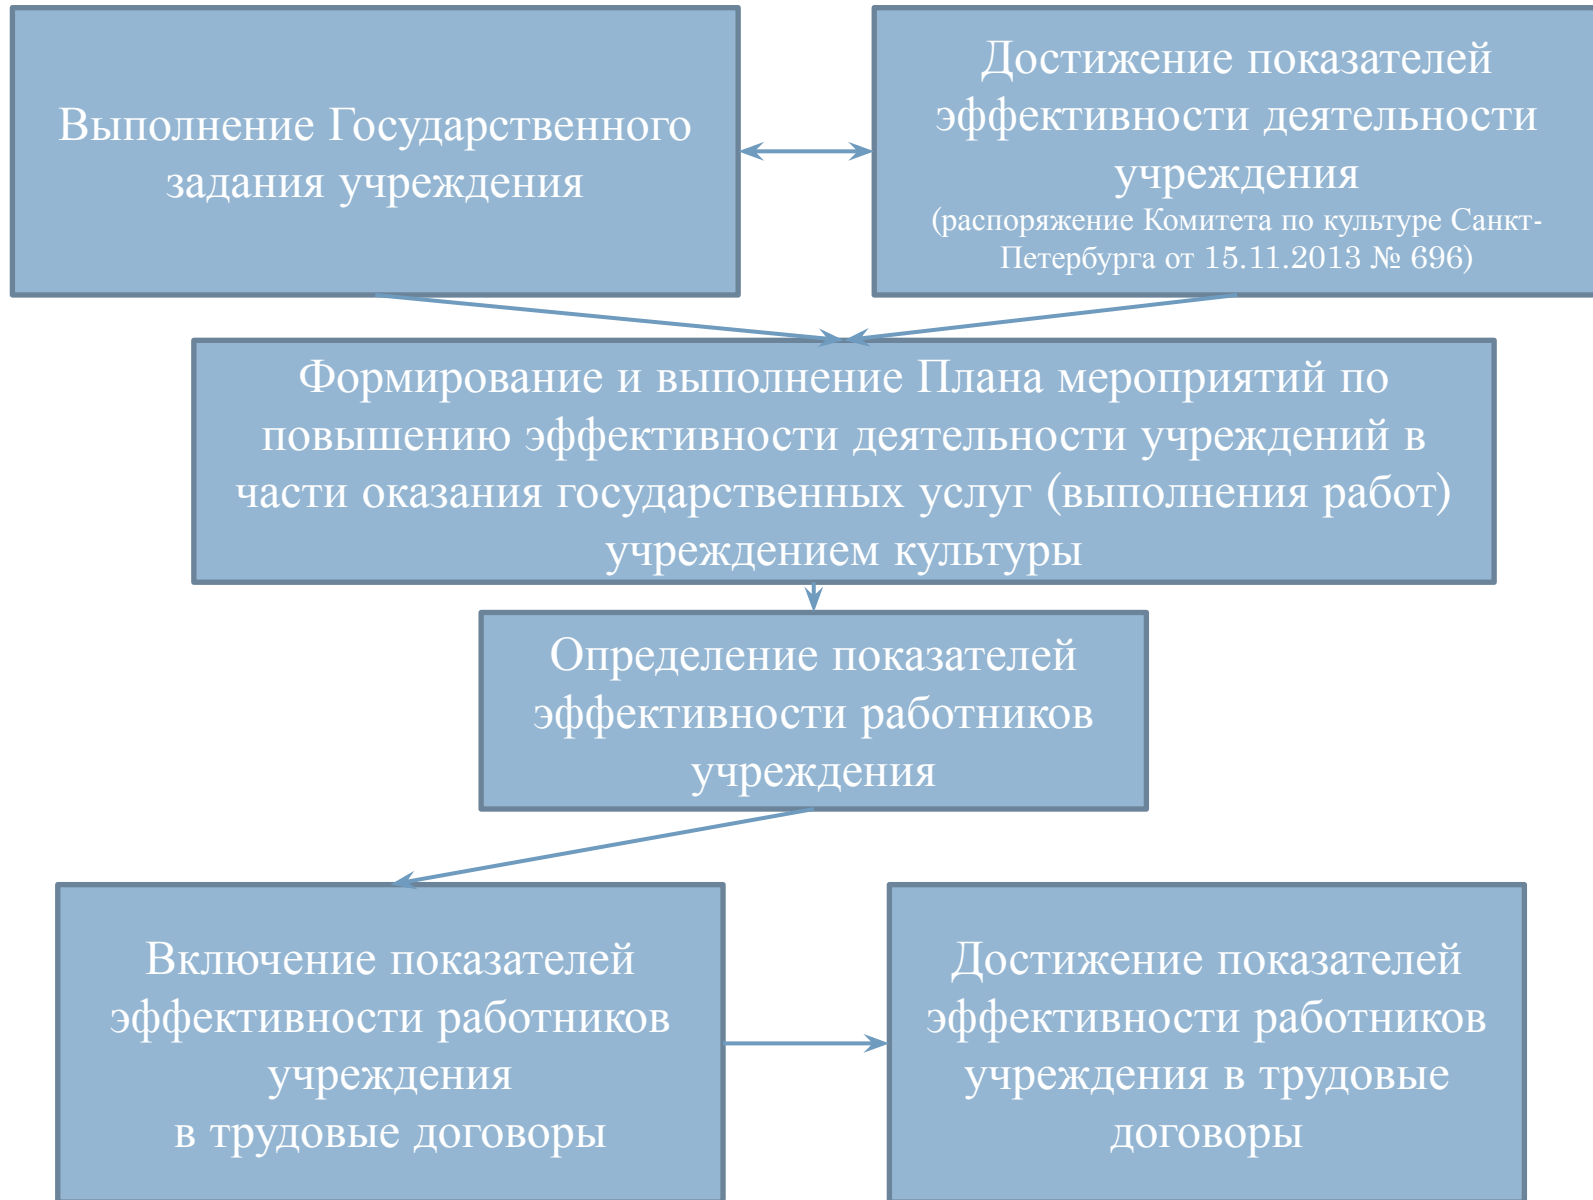 Выполнение Государственного
задания учреждения
Достижение показателей
эффективности деятельности
учреждения
(распоряжение Комитета по культуре Санкт-
Петербурга от 15.11.2013 № 696)
Формирование и выполнение Плана мероприятий по
повышению эффективности деятельности учреждений в
части оказания государственных услуг (выполнения работ)
учреждением культуры
Определение показателей
эффективности работников
учреждения
Включение показателей
эффективности работников
учреждения
в трудовые договоры
Достижение показателей
эффективности работников
учреждения в трудовые
договоры